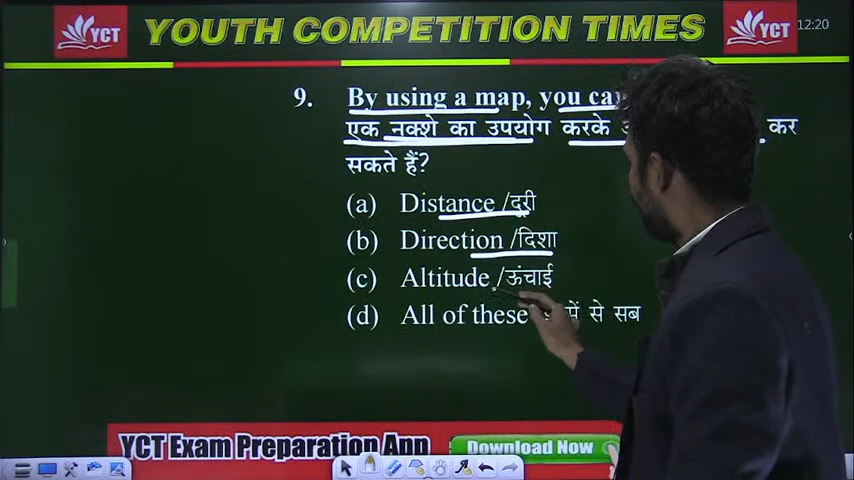 YCT
YOUTH COMPETITION TIMES
YCT
12:20
9. By using a map, you
एक नक्शे का उपयोग करके कर
सकते हैं?
(a) Distance /दूरी
(b) Direction /दिशा
(c) Altitude /ऊंचाई
(d) All of these से सब
YCT Exam Preparation App
Download Now